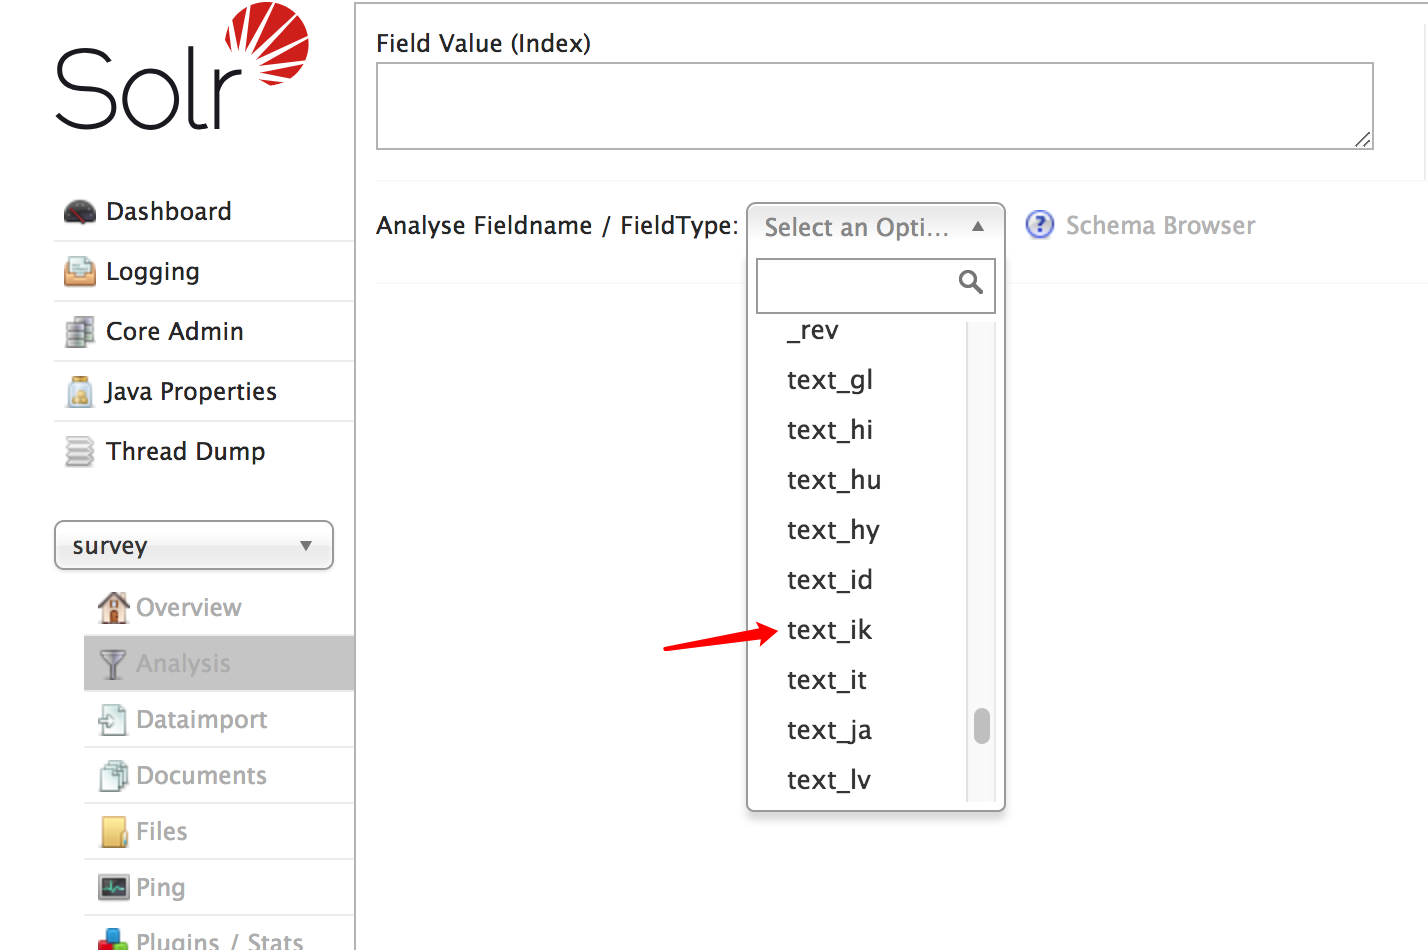 Solr
Dashboard
Logging
Core Admin
Java Properties
Thread Dump
survey
Overview
Analysis
Dataimport
Documents
Files
Ping
Plugins / Stats
Field Value (Index)
Analyse Fieldname / FieldType:
Select an Opti...
Schema Browser
_rev
text_gl
text_hi
text_hu
text_hy
text_id
text_ik
text_it
text_ja
text_lv